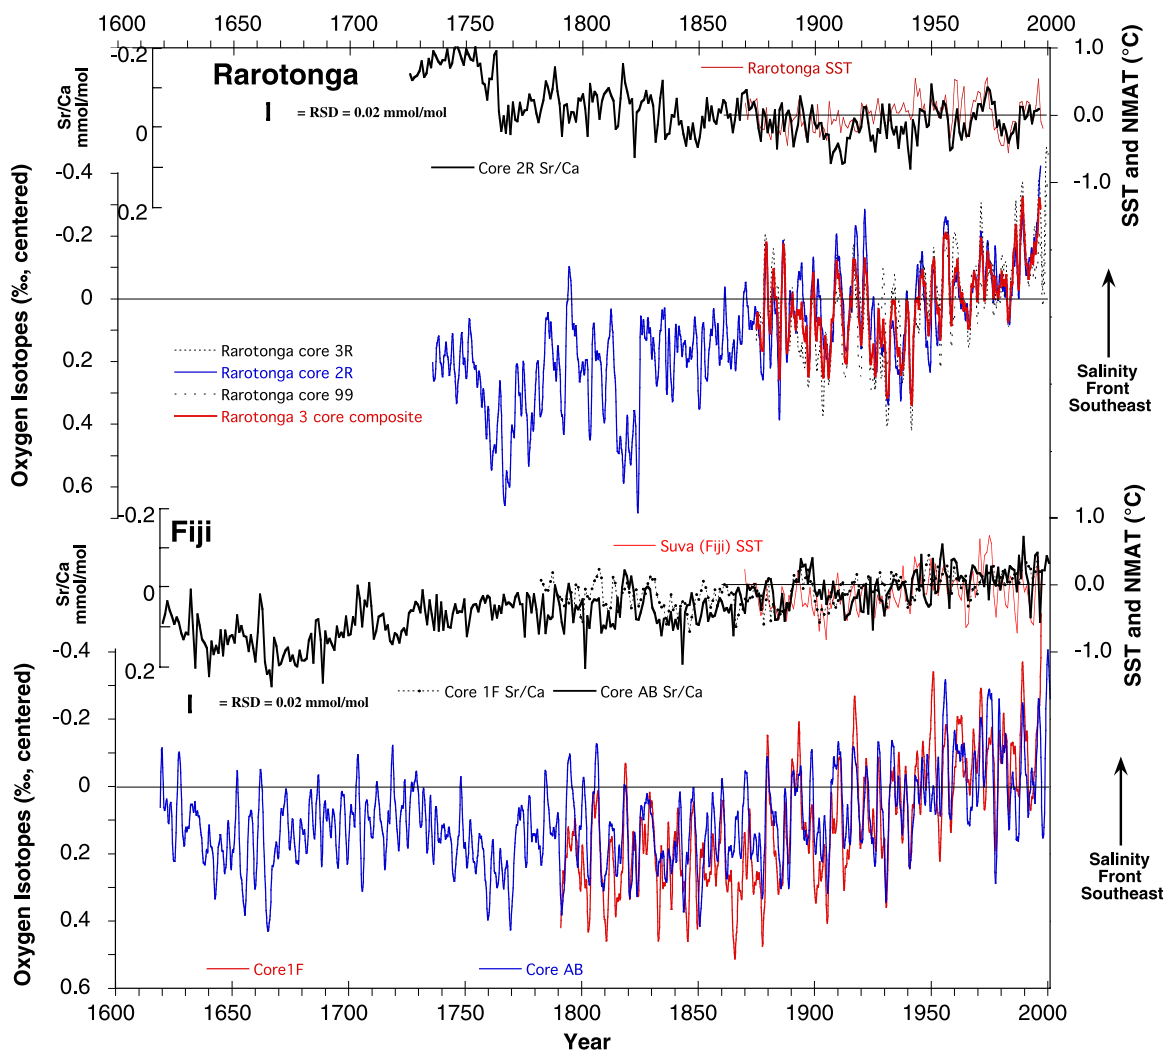 1600 1650 1700 1750 1800 1850 1900 1950 2000
-0.2
1.0
Rarotonga
Rarotonga SST
Sr/Ca
mmol/mol
= RSD = 0.02 mmol/mol
0.0
0
Core 2R Sr/Ca
-0.4
-1.0
0.2
SST and NMAT (°C)
Oxygen Isotopes (‰, centered)
-0.2
0
0.2
0.4
0.6
Rarotonga core 3R
Rarotonga core 2R
Rarotonga core 99
Rarotonga 3 core composite
Salinity
Front
Southeast
-0.2
1.0
Fiji
Suva (Fiji) SST
Sr/Ca
mmol/mol
0
0.0
0.2
-0.4
-1.0
SST and NMAT (°C)
Core 1F Sr/Ca
Core AB Sr/Ca
= RSD = 0.02 mmol/mol
Oxygen Isotopes (‰, centered)
-0.2
0
0.2
0.4
0.6
Salinity
Front
Southeast
Core1F
Core AB
1600 1650 1700 1750 1800 1850 1900 1950 2000
Year